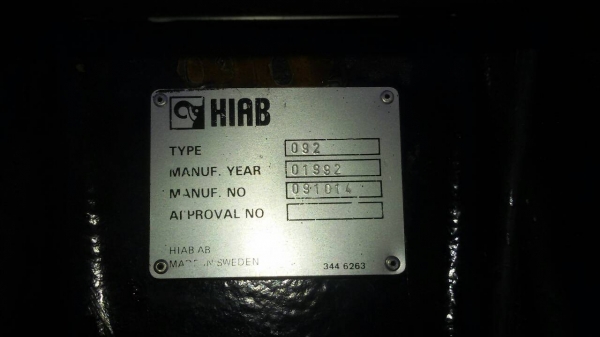 HIAB
TYPE 092
MANUF. YEAR 01992
MANUF. NO 091014
APPROVAL NO
HIAB AB
MADE IN SWEDEN 344 6263